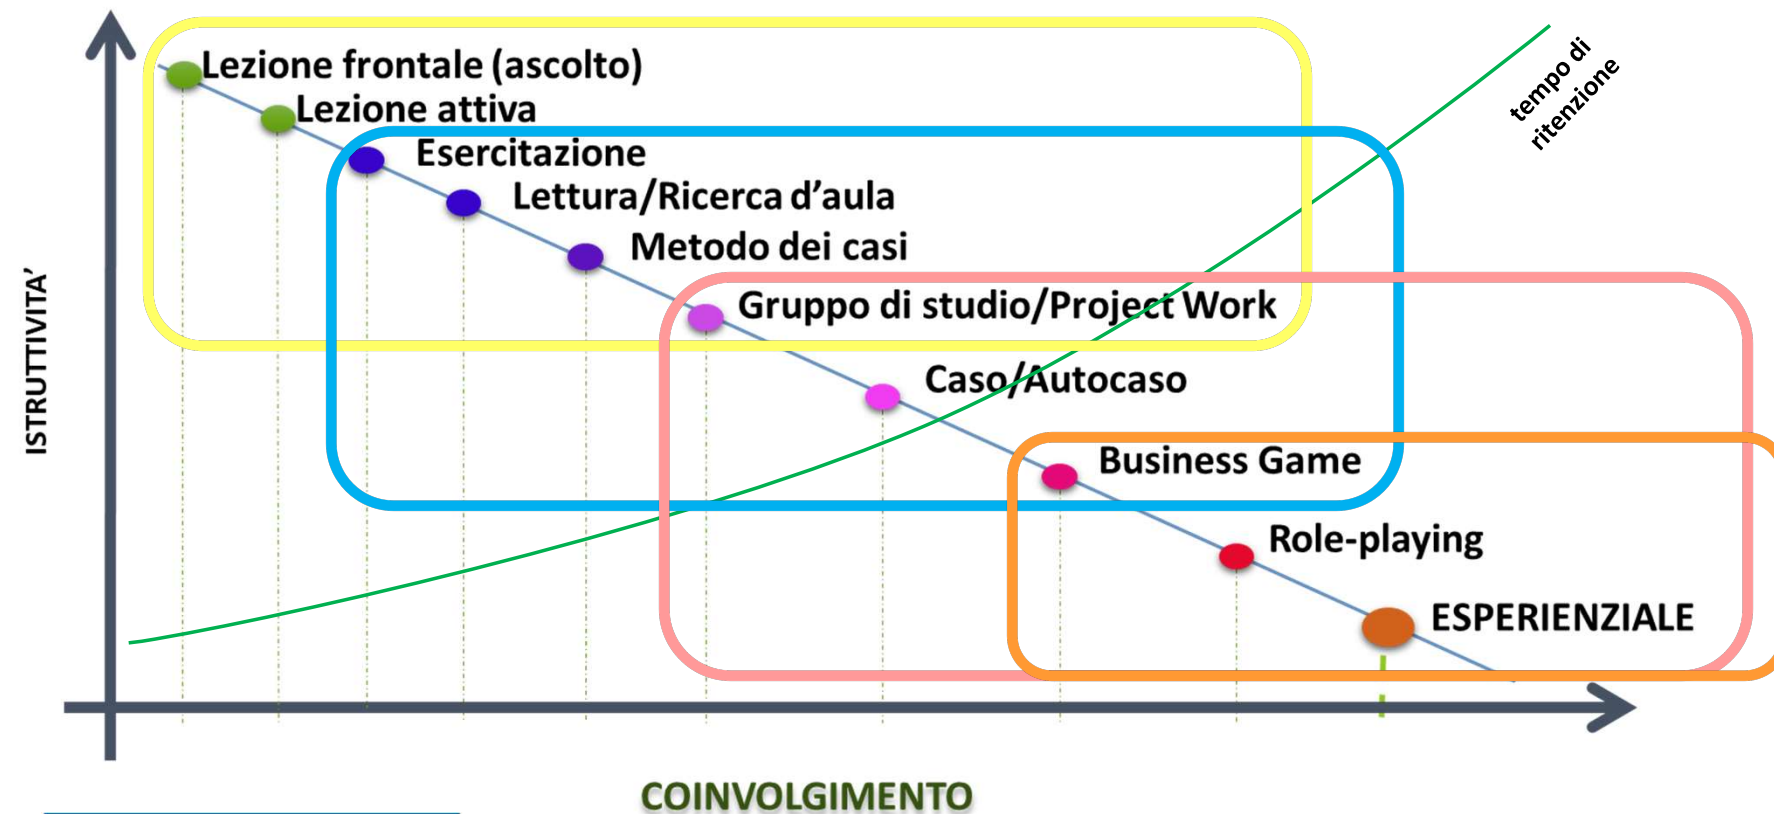 Lezione frontale (ascolto)
Lezione attiva
Esercitazione
Lettura/Ricerca d’aula
Metodo dei casi
Gruppo di studio/Project Work
Caso/Autocaso
Business Game
Role-playing
ESPERIENZIALE
tempo di
ritenzione
ISTRUTTIVITA’
COINVOLGIMENTO